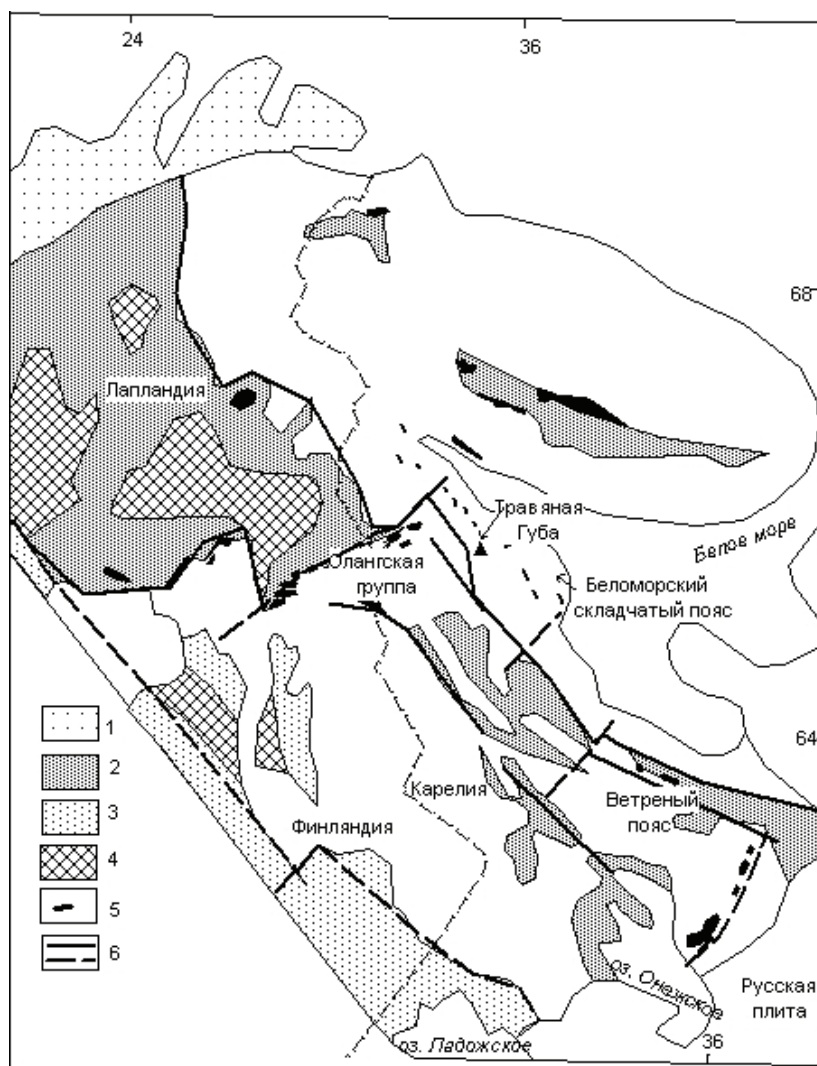 24
36
68
Лапландия
Травяная
Губа
Белое море
Олангская
группа
Беломорский
складчатый пояс
1
2
3
4
5
6
64
Карелия
Ветреный
пояс
Финляндия
оз. Онежское
Русская
плита
36
оз. Ладожское